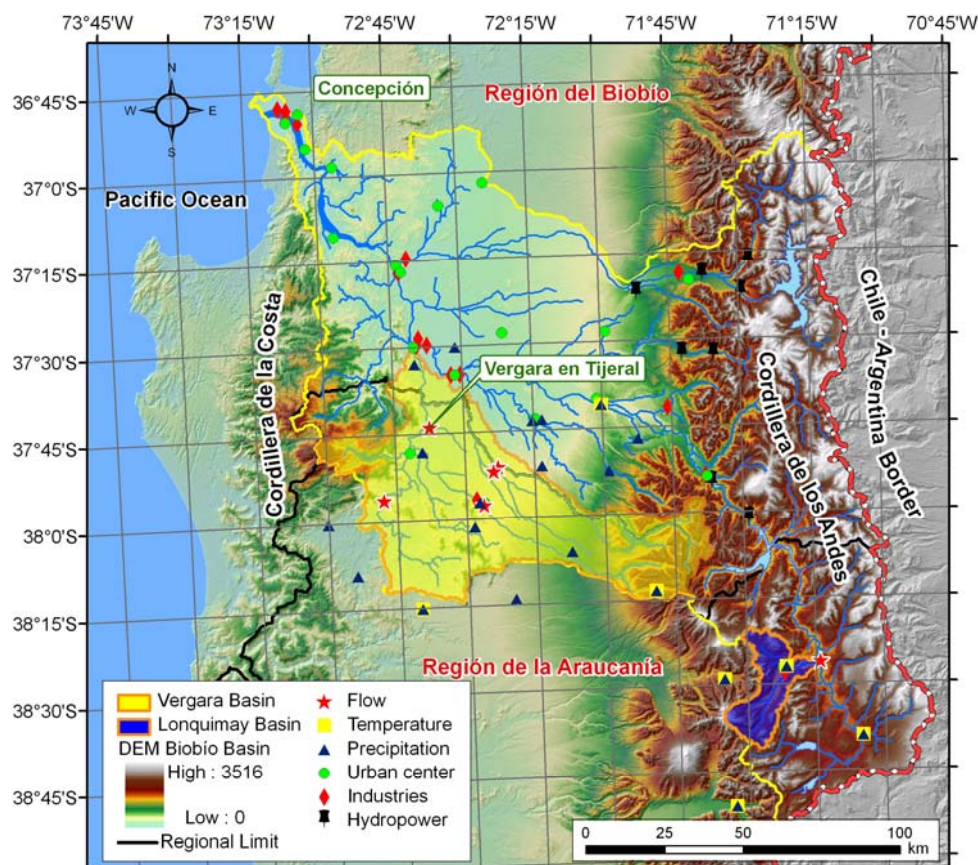 73°45'W
73°15'W
72°45'W
72°15'W
71°45'W
71°15'W
70°45'W
36°45'S
37°0'S
37°15'S
37°30'S
37°45'S
38°0'S
38°15'S
38°30'S
38°45'S
N
W
E
S
Concepción
Región del Biobío
Pacific Ocean
Cordillera de la Costa
Vergara en Tijeral
Cordillera de los Andes
Chile - Argentina Border
Región de la Araucanía
Vergara Basin
Lonquimay Basin
DEM Biobío Basin
High : 3516
Low : 0
Regional Limit
Flow
Temperature
Precipitation
Urban center
Industries
Hydropower
0 25 50 100
km